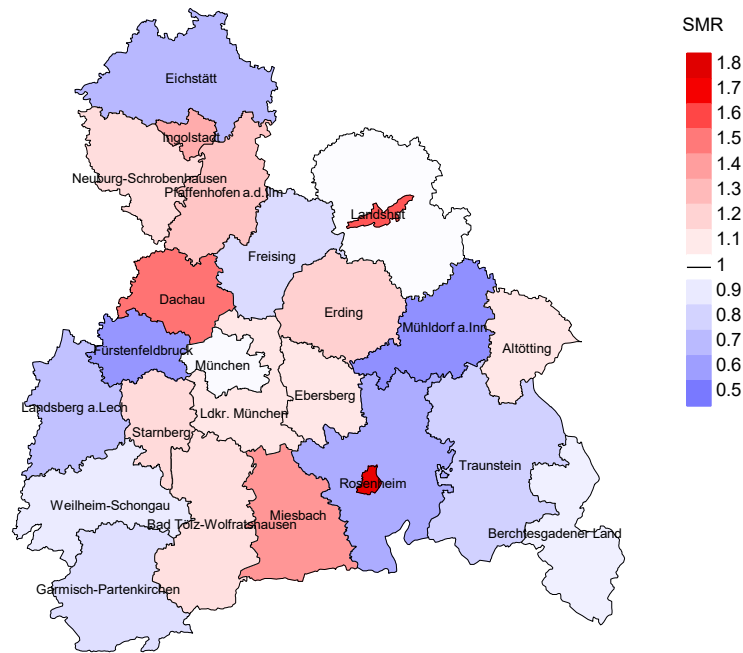 SMR
1.8
1.7
1.6
1.5
1.4
1.3
1.2
1.1
1
0.9
0.8
0.7
0.6
0.5
Eichstätt
Ingolstadt
Neuburg-Schrobenhausen
Pfaffenhofen a.d.Ilm
Landshut
Freising
Dachau
Erding
Mühldorf a.Inn
Altötting
Fürstenfeldbruck
München
Ebersberg
Landsberg a.Lech
Ldkr. München
Starnberg
Traunstein
Rosenheim
Weilheim-Schongau
Miesbach
Bad Tölz-Wolfratshausen
Berchtesgadener Land
Garmisch-Partenkirchen